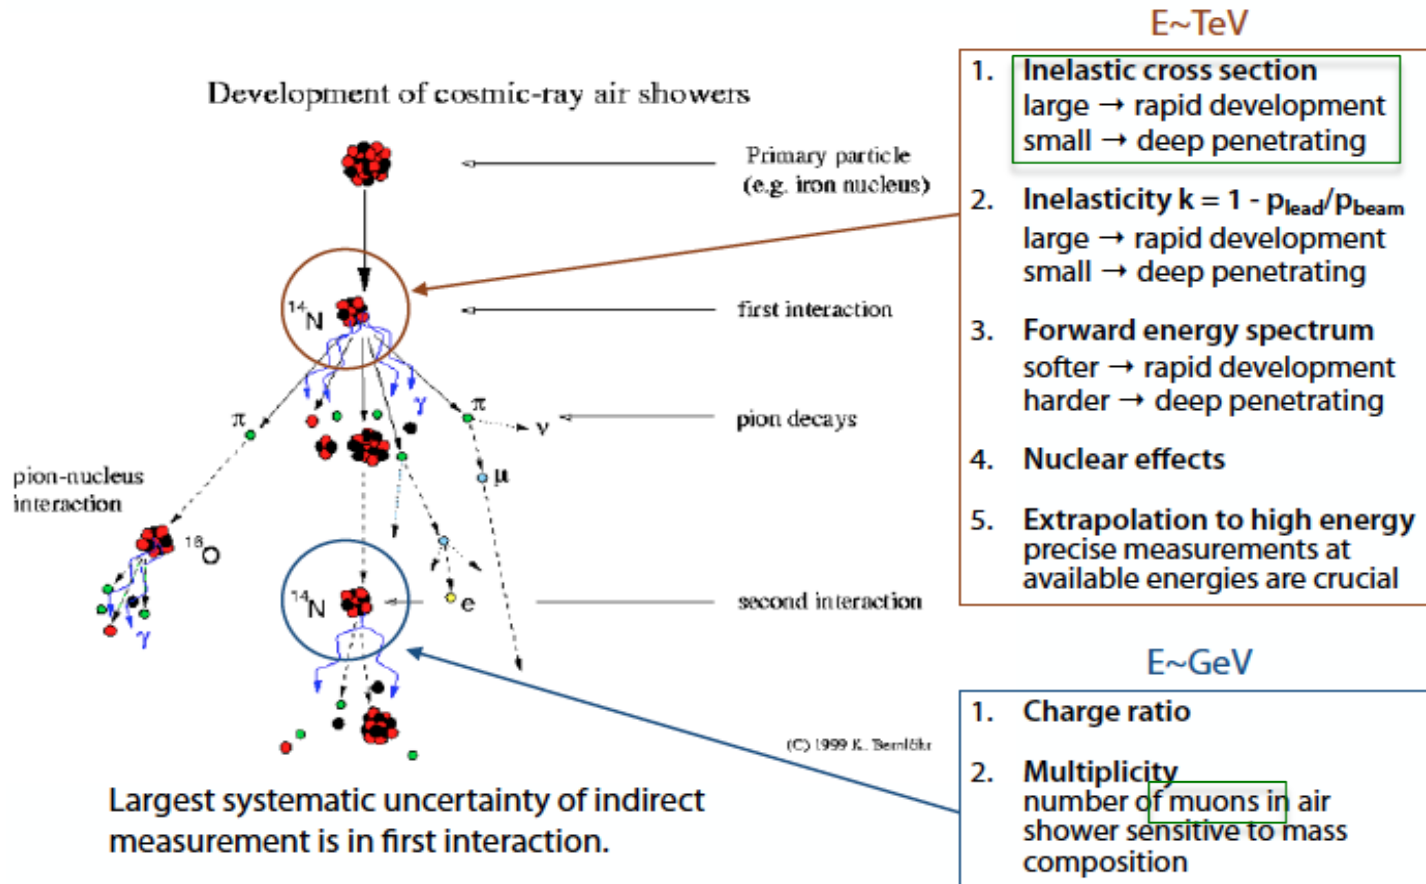 Development of cosmic-ray air showers
Primary particle
(e.g. iron nucleus)
¹⁴N
first interaction
γ
π
π
ν
pion decays
μ
pion-nucleus
interaction
¹⁶O
γ
¹⁴N
e
second interaction
(C) 1999 K. Bernlöhr
Largest systematic uncertainty of indirect
measurement is in first interaction.
E~TeV
1. Inelastic cross section
large → rapid development
small → deep penetrating
2. Inelasticity k = 1 - p_lead/p_beam
large → rapid development
small → deep penetrating
3. Forward energy spectrum
softer → rapid development
harder → deep penetrating
4. Nuclear effects
5. Extrapolation to high energy
precise measurements at
available energies are crucial
E~GeV
1. Charge ratio
2. Multiplicity
number of muons in air
shower sensitive to mass
composition